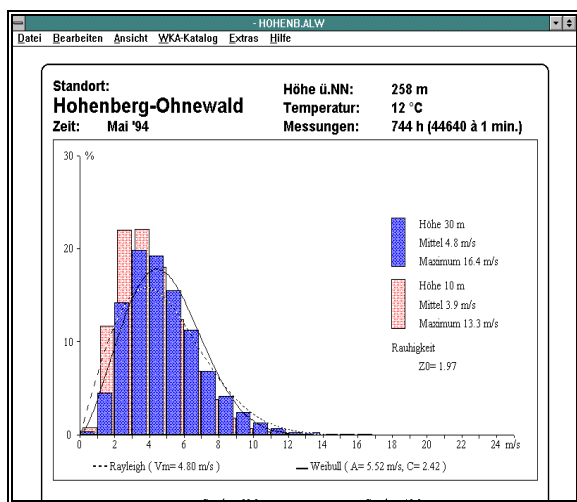 - HOHENB.ALW
Datei Bearbeiten Ansicht WKA-Katalog Extras Hilfe
Standort:
Hohenberg-Ohnewald
Zeit: Mai '94
Höhe ü.NN: 258 m
Temperatur: 12 °C
Messungen: 744 h (44640 à 1 min.)
30 %
20
10
0
Höhe 30 m
Mittel 4.8 m/s
Maximum 16.4 m/s
Höhe 10 m
Mittel 3.9 m/s
Maximum 13.3 m/s
Rauhigkeit
Z0= 1.97
0 2 4 6 8 10 12 14 16 18 20 22 24 m/s
Rayleigh ( Vm= 4.80 m/s )
Weibull ( A= 5.52 m/s, C= 2.42 )